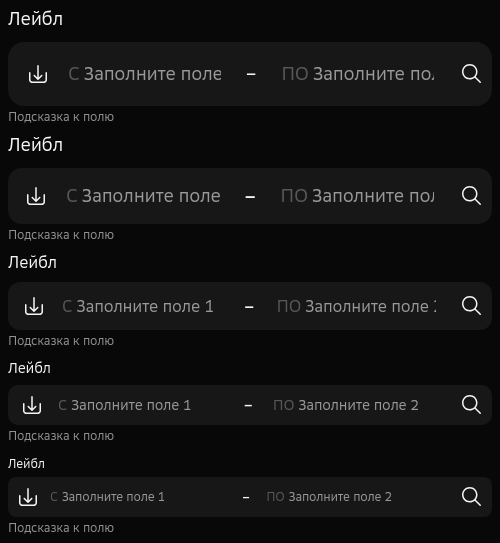 Лейбл
С Заполните поле – ПО Заполните по
Подсказка к полю
Лейбл
С Заполните поле – ПО Заполните пол
Подсказка к полю
Лейбл
С Заполните поле 1 – ПО Заполните поле
Подсказка к полю
Лейбл
С Заполните поле 1 – ПО Заполните поле 2
Подсказка к полю
Лейбл
С Заполните поле 1 – ПО Заполните поле 2
Подсказка к полю